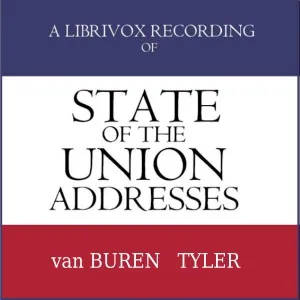 A LIBRIVOX RECORDING
OF
STATE
OF THE
UNION
ADDRESSES
van BUREN TYLER